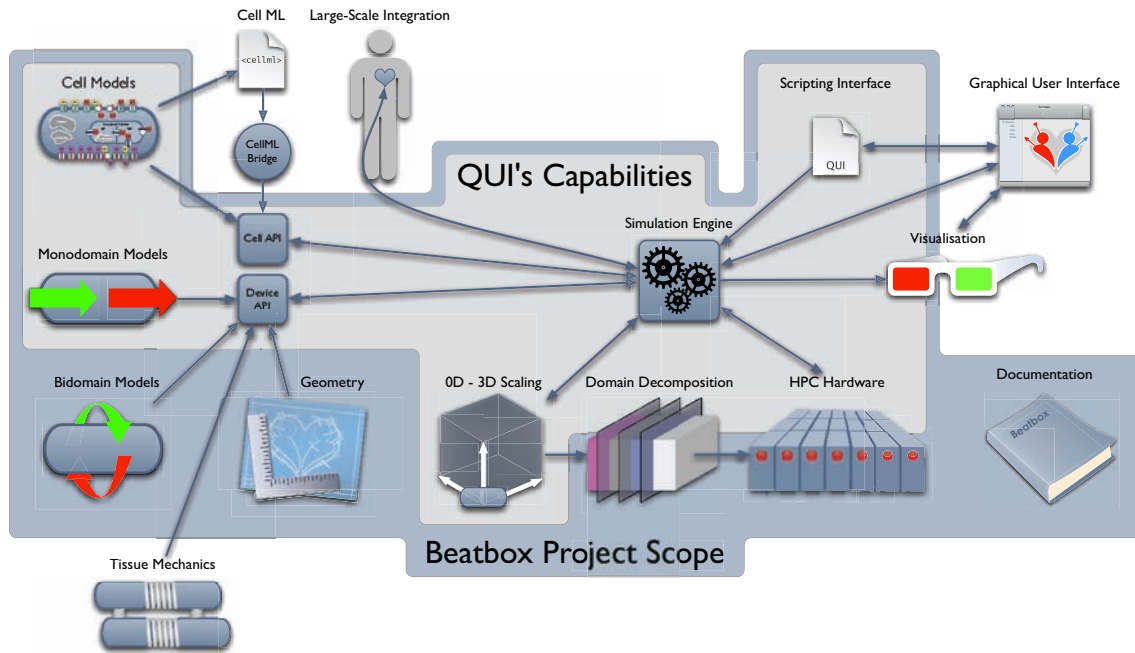 Cell ML
Large-Scale Integration
<cellml>
Cell Models
Scripting Interface
Graphical User Interface
CellML
Bridge
QUI
QUI's Capabilities
Cell API
Simulation Engine
Visualisation
Monodomain Models
Device
API
Bidomain Models
Geometry
0D - 3D Scaling
Domain Decomposition
HPC Hardware
Documentation
Beatbox
Beatbox Project Scope
Tissue Mechanics